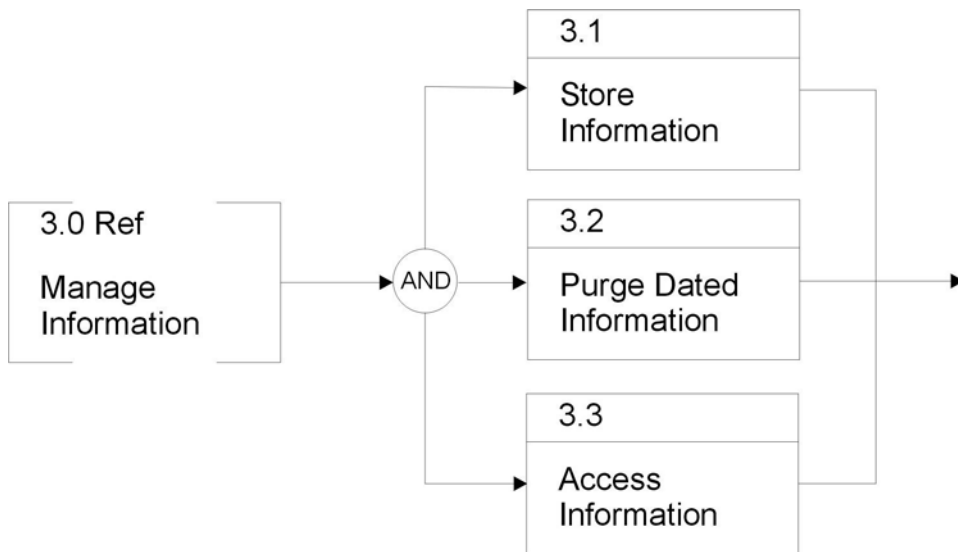 3.0 Ref
Manage
Information
AND
3.1
Store
Information
3.2
Purge Dated
Information
3.3
Access
Information